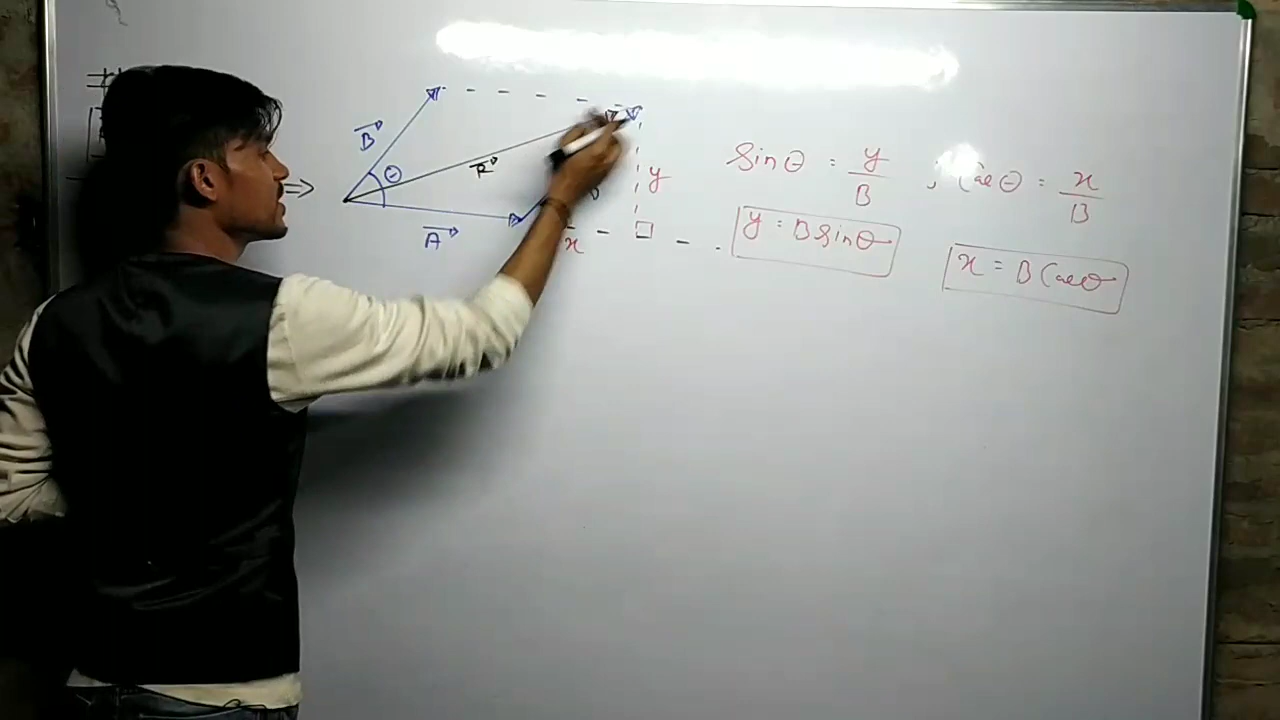 B
θ
R
A
x
y
Sinθ = y/B ; Cosθ = x/B
y = B Sinθ
x = B Cosθ